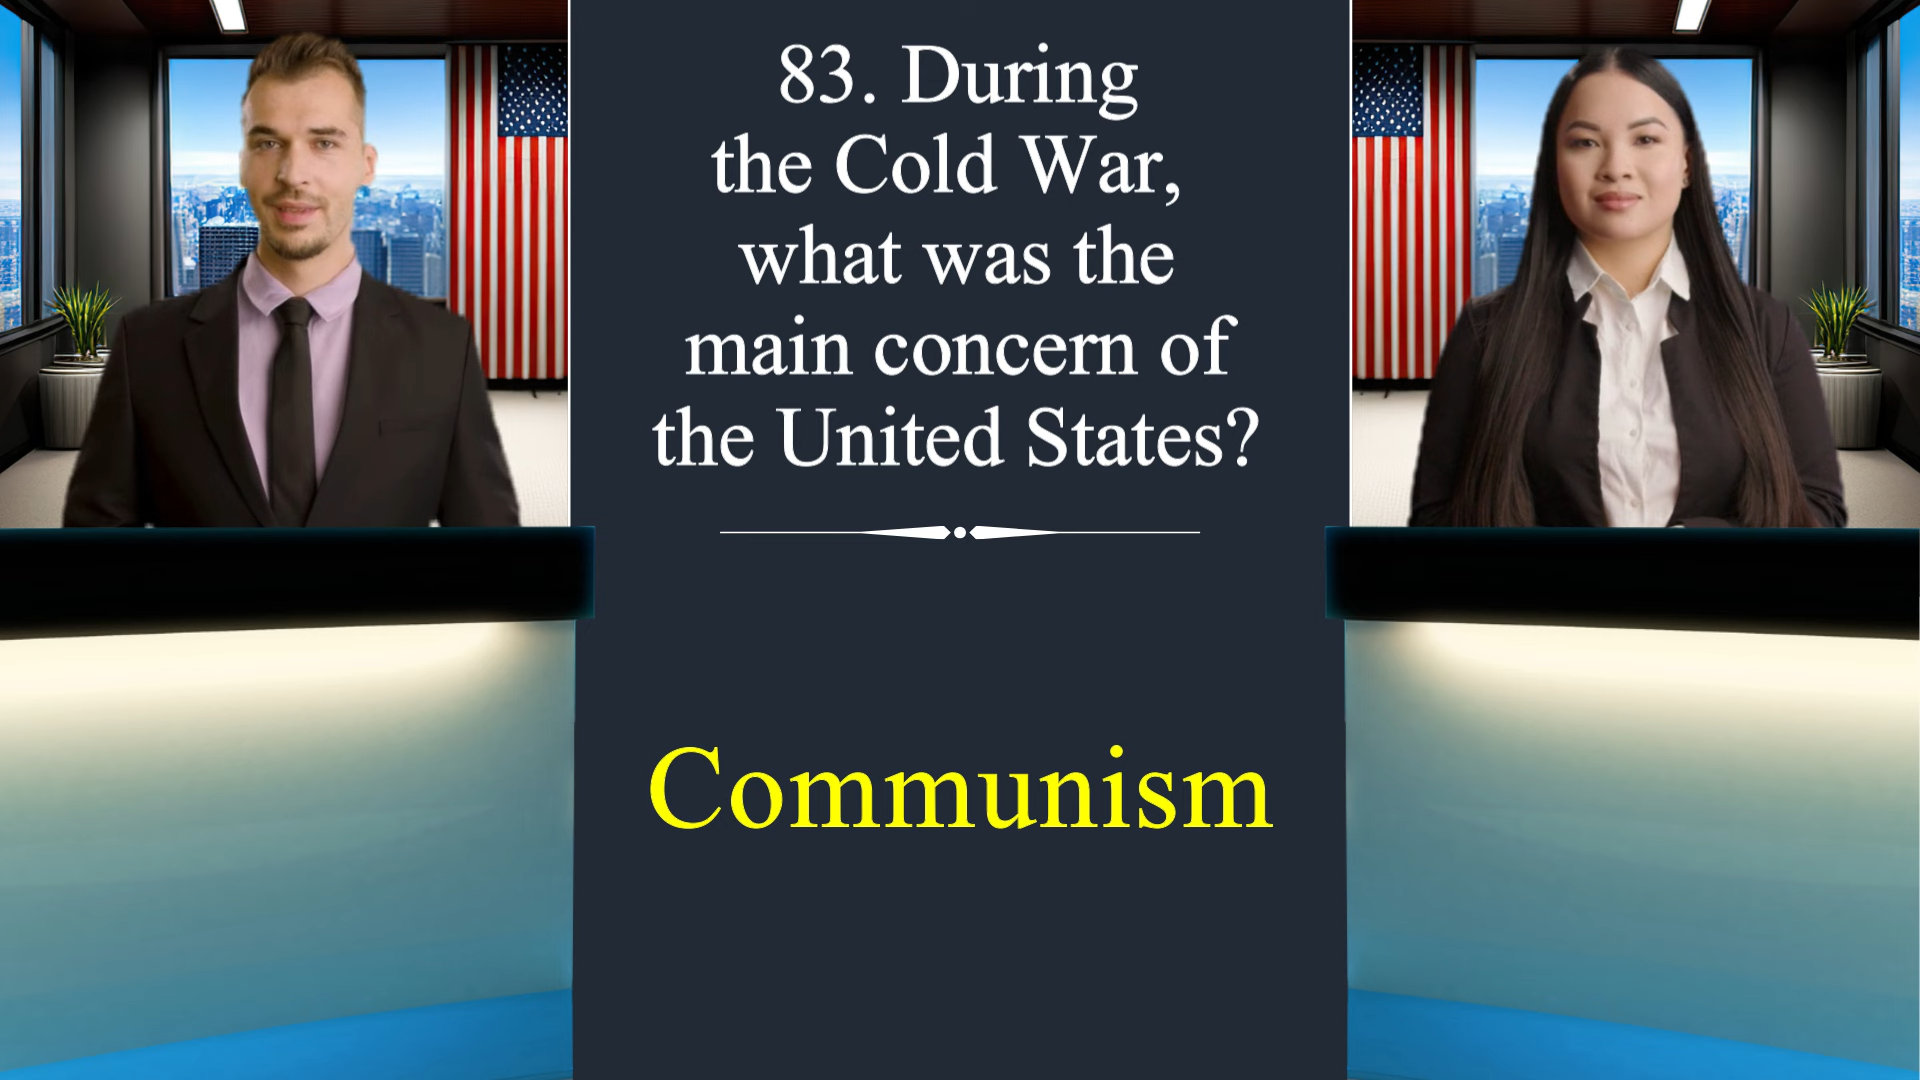 83. During
the Cold War,
what was the
main concern of
the United States?
Communism